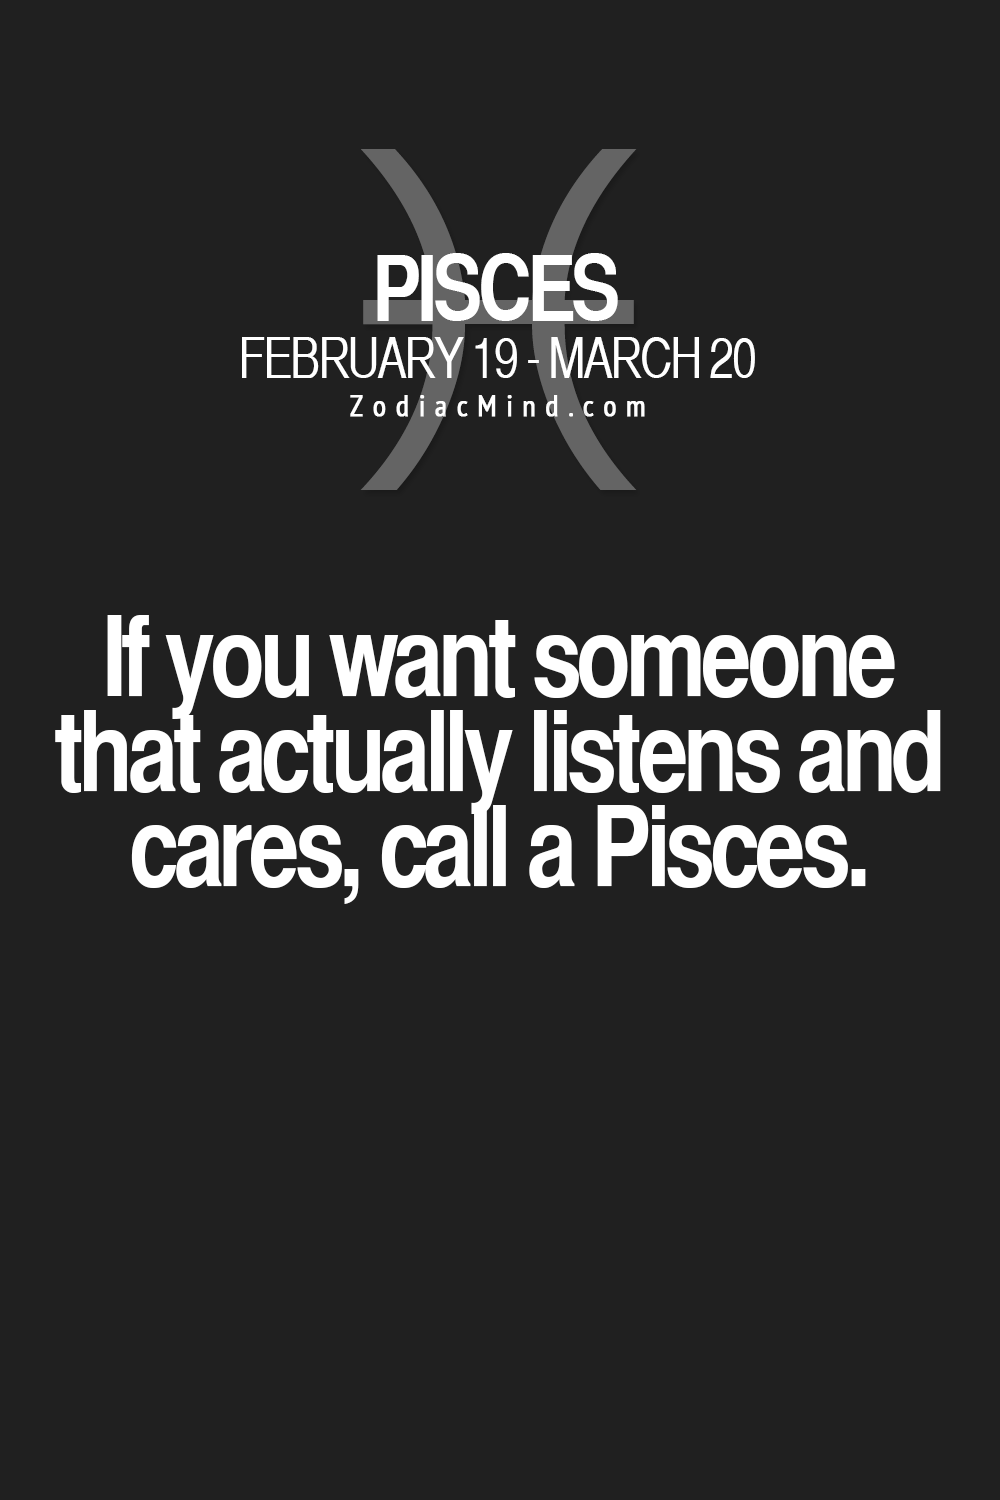 PISCES
FEBRUARY 19 - MARCH 20
ZodiacMind.com
If you want someone
that actually listens and
cares, call a Pisces.